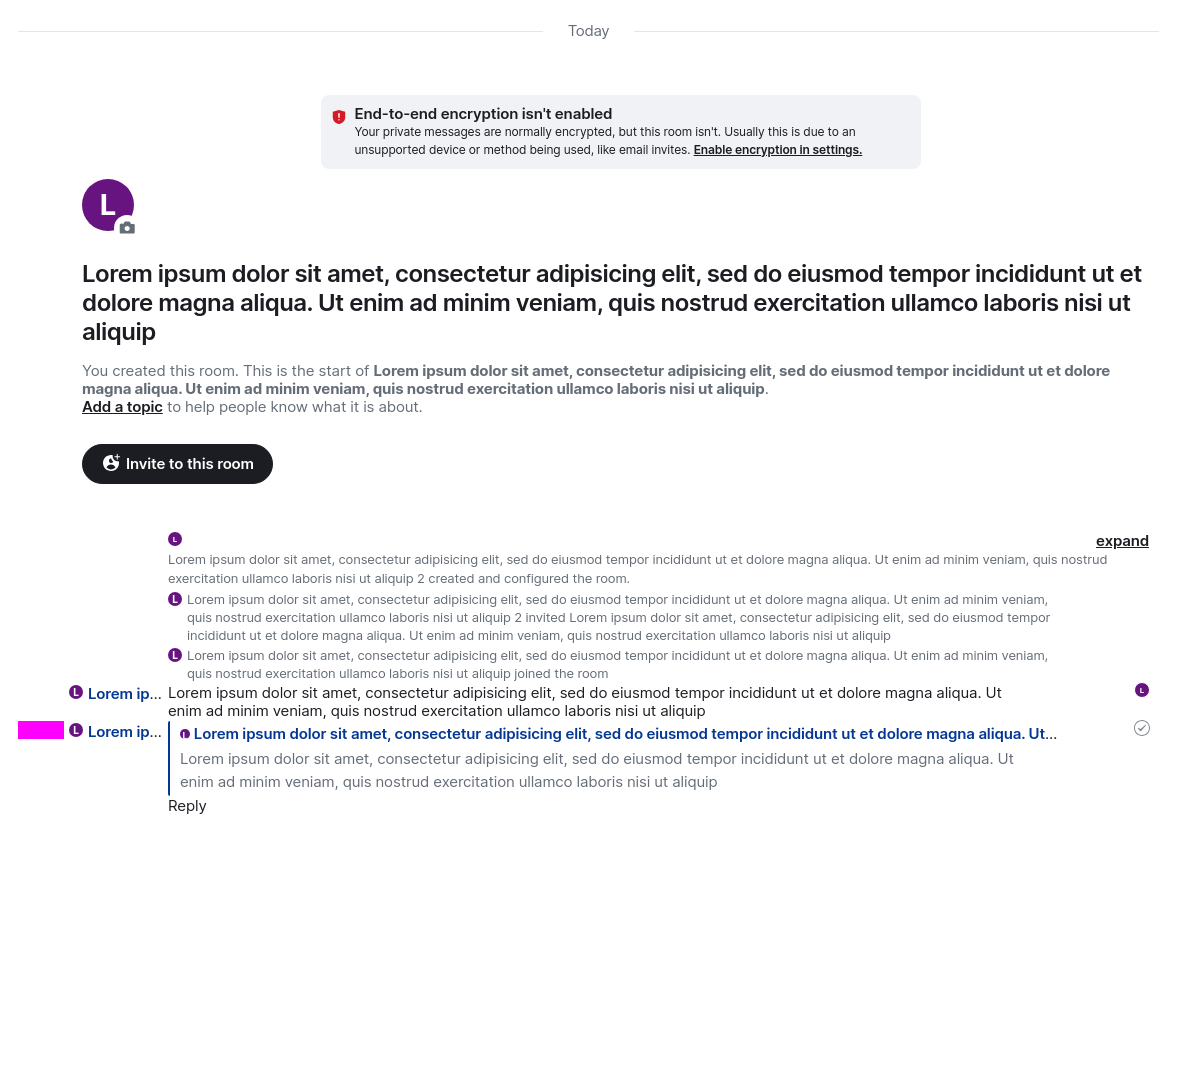 Today
End-to-end encryption isn't enabled
Your private messages are normally encrypted, but this room isn't. Usually this is due to an
unsupported device or method being used, like email invites. Enable encryption in settings.
L
Lorem ipsum dolor sit amet, consectetur adipisicing elit, sed do eiusmod tempor incididunt ut et
dolore magna aliqua. Ut enim ad minim veniam, quis nostrud exercitation ullamco laboris nisi ut
aliquip
You created this room. This is the start of Lorem ipsum dolor sit amet, consectetur adipisicing elit, sed do eiusmod tempor incididunt ut et dolore
magna aliqua. Ut enim ad minim veniam, quis nostrud exercitation ullamco laboris nisi ut aliquip.
Add a topic to help people know what it is about.
Invite to this room
L expand
Lorem ipsum dolor sit amet, consectetur adipisicing elit, sed do eiusmod tempor incididunt ut et dolore magna aliqua. Ut enim ad minim veniam, quis nostrud
exercitation ullamco laboris nisi ut aliquip 2 created and configured the room.
L Lorem ipsum dolor sit amet, consectetur adipisicing elit, sed do eiusmod tempor incididunt ut et dolore magna aliqua. Ut enim ad minim veniam,
quis nostrud exercitation ullamco laboris nisi ut aliquip 2 invited Lorem ipsum dolor sit amet, consectetur adipisicing elit, sed do eiusmod tempor
incididunt ut et dolore magna aliqua. Ut enim ad minim veniam, quis nostrud exercitation ullamco laboris nisi ut aliquip
L Lorem ipsum dolor sit amet, consectetur adipisicing elit, sed do eiusmod tempor incididunt ut et dolore magna aliqua. Ut enim ad minim veniam,
quis nostrud exercitation ullamco laboris nisi ut aliquip joined the room
L Lorem ip... Lorem ipsum dolor sit amet, consectetur adipisicing elit, sed do eiusmod tempor incididunt ut et dolore magna aliqua. Ut L
enim ad minim veniam, quis nostrud exercitation ullamco laboris nisi ut aliquip
L Lorem ip... L Lorem ipsum dolor sit amet, consectetur adipisicing elit, sed do eiusmod tempor incididunt ut et dolore magna aliqua. Ut...
Lorem ipsum dolor sit amet, consectetur adipisicing elit, sed do eiusmod tempor incididunt ut et dolore magna aliqua. Ut
enim ad minim veniam, quis nostrud exercitation ullamco laboris nisi ut aliquip
Reply